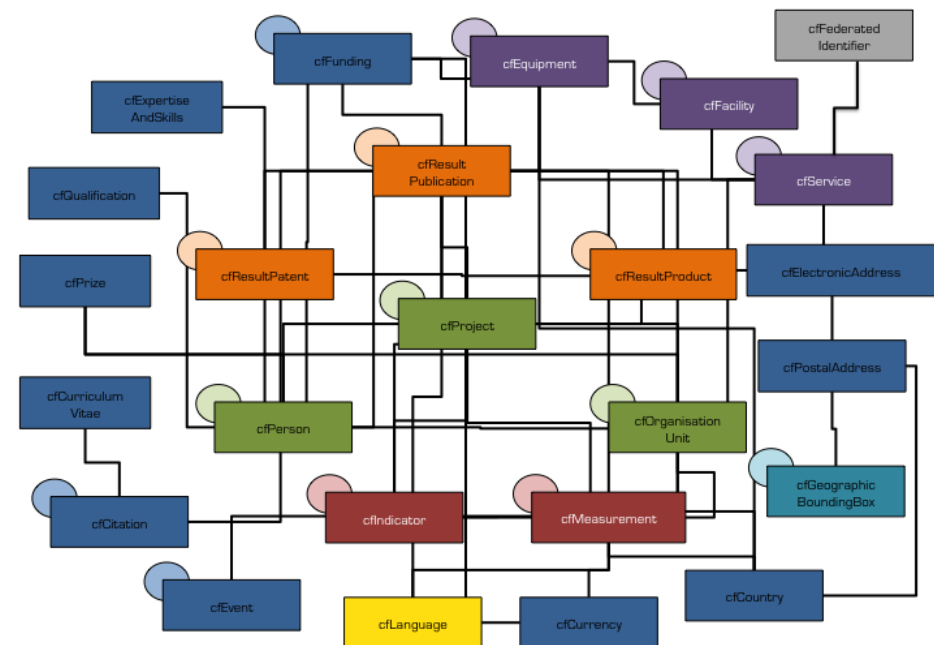 cfFederated
Identifier
cfFunding
cfEquipment
cfExpertise
AndSkills
cfFacility
cfResult
Publication
cfService
cfQualification
cfResultPatent
cfResultProduct
cfElectronicAddress
cfPrize
cfProject
cfPostalAddress
cfCurriculum
Vitae
cfPerson
cfOrganisation
Unit
cfGeographic
BoundingBox
cfCitation
cfIndicator
cfMeasurement
cfEvent
cfCountry
cfLanguage
cfCurrency